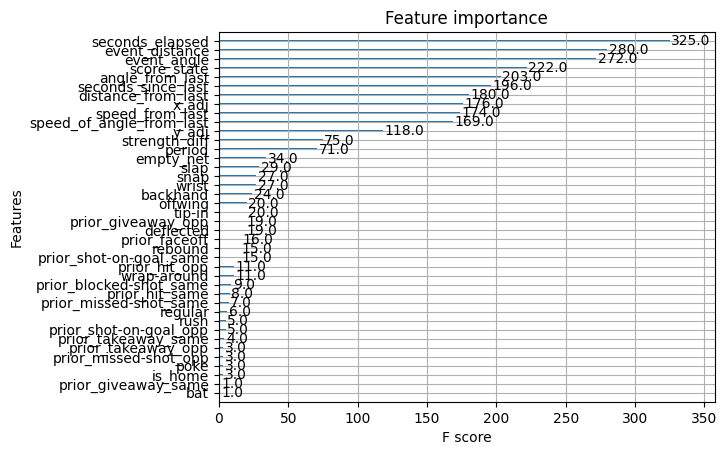 Feature importance
Features
seconds_elapsed 325.0
event_distance 280.0
event_angle 272.0
score_state 222.0
angle_from_last 203.0
seconds_since_last 196.0
distance_from_last 180.0
x_adj 176.0
speed_from_last 174.0
speed_of_angle_from_last 169.0
y_adj 118.0
strength_diff 75.0
period 71.0
empty_net 34.0
slap 29.0
snap 27.0
wrist 27.0
backhand 24.0
offwing 20.0
tip-in 20.0
prior_giveaway_opp 19.0
deflected 19.0
prior_faceoff 16.0
rebound 15.0
prior_shot-on-goal_same 15.0
prior_hit_opp 11.0
wrap-around 11.0
prior_blocked-shot_same 9.0
prior_hit_same 8.0
prior_missed-shot_same 7.0
regular 6.0
rush 5.0
prior_shot-on-goal_opp 5.0
prior_takeaway_same 4.0
prior_takeaway_opp 3.0
prior_missed-shot_opp 3.0
poke 3.0
is_home 3.0
prior_giveaway_same 1.0
bat 1.0
0 50 100 150 200 250 300 350
F score